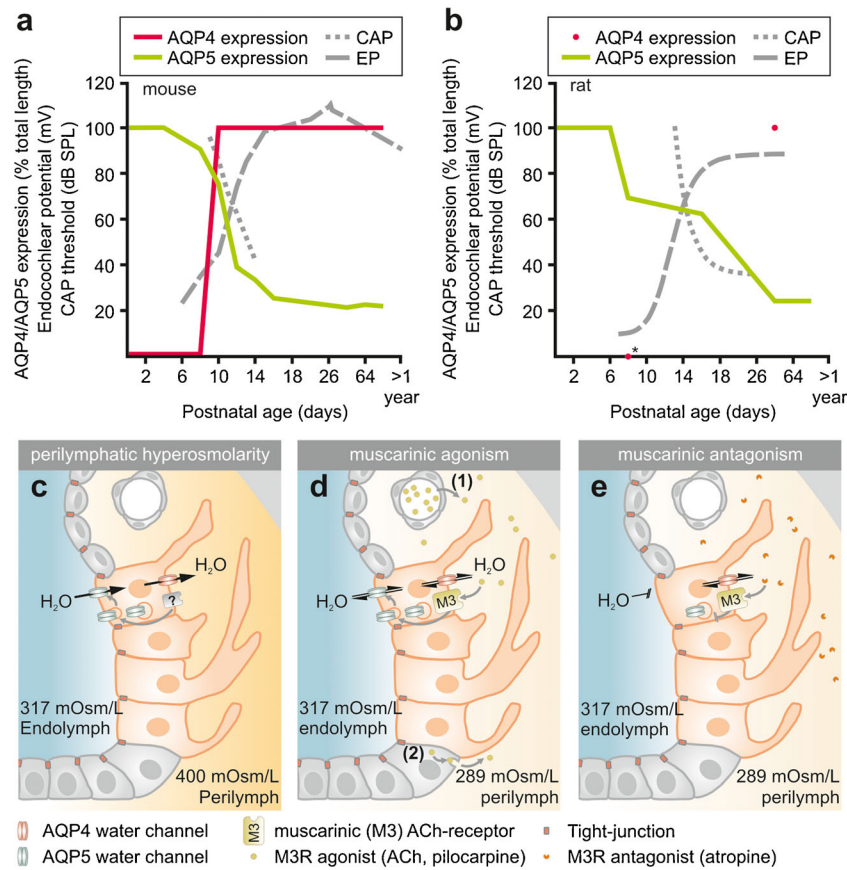 a
AQP4 expression
CAP
AQP5 expression
EP
mouse
AQP4/AQP5 expression (% total length)
Endocochlear potential (mV)
CAP threshold (dB SPL)
120
100
80
60
40
20
2 6 10 14 18 26 64 >1
year
Postnatal age (days)
b
AQP4 expression
CAP
AQP5 expression
EP
rat
AQP4/AQP5 expression (% total length)
Endocochlear potential (mV)
CAP threshold (dB SPL)
120
100
80
60
40
20
*
2 6 10 14 18 26 64 >1
year
Postnatal age (days)
perilymphatic hyperosmolarity
c
H2O
H2O
?
317 mOsm/L
Endolymph
400 mOsm/L
Perilymph
muscarinic agonism
d
(1)
H2O
H2O
M3
317 mOsm/L
endolymph
(2)
289 mOsm/L
perilymph
muscarinic antagonism
e
H2O
M3
317 mOsm/L
endolymph
289 mOsm/L
perilymph
AQP4 water channel
M3 muscarinic (M3) ACh-receptor
Tight-junction
AQP5 water channel
M3R agonist (ACh, pilocarpine)
M3R antagonist (atropine)